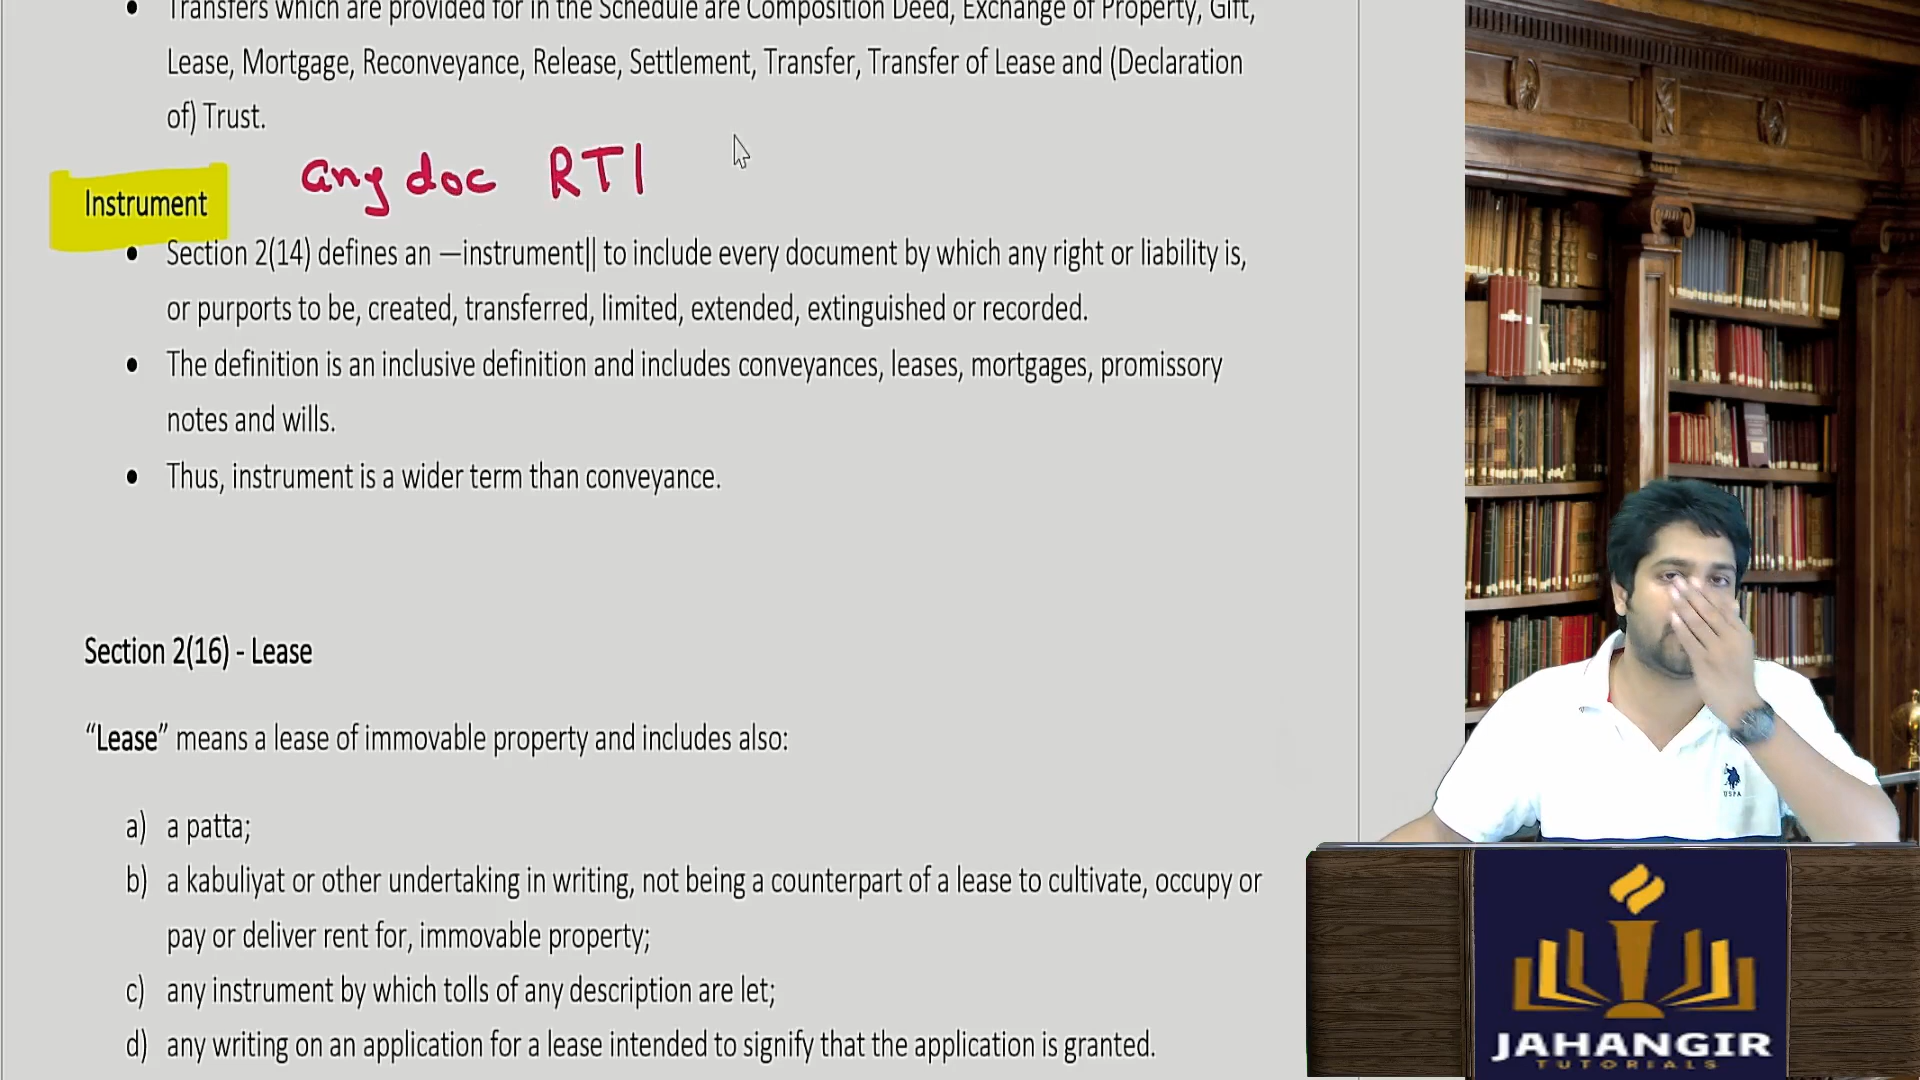 Transfers which are provided for in the Schedule are Composition Deed, Exchange of Property, Gift,
Lease, Mortgage, Reconveyance, Release, Settlement, Transfer, Transfer of Lease and (Declaration
of) Trust.
any doc RTI
Instrument
• Section 2(14) defines an —instrument‖ to include every document by which any right or liability is,
or purports to be, created, transferred, limited, extended, extinguished or recorded.
• The definition is an inclusive definition and includes conveyances, leases, mortgages, promissory
notes and wills.
• Thus, instrument is a wider term than conveyance.
Section 2(16) - Lease
“Lease” means a lease of immovable property and includes also:
a) a patta;
b) a kabuliyat or other undertaking in writing, not being a counterpart of a lease to cultivate, occupy or
pay or deliver rent for, immovable property;
c) any instrument by which tolls of any description are let;
d) any writing on an application for a lease intended to signify that the application is granted.
USPA
JAHANGIR
TUTORIALS